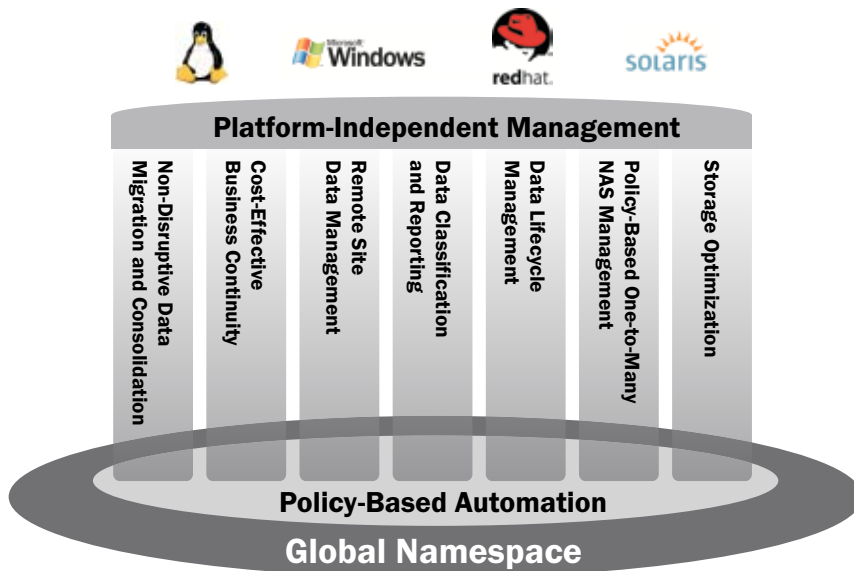 Microsoft
Windows
redhat.
solaris
Platform-Independent Management
Non-Disruptive Data
Migration and Consolidation
Cost-Effective
Business Continuity
Remote Site
Data Management
Data Classification
and Reporting
Data Lifecycle
Management
Policy-Based One-to-Many
NAS Management
Storage Optimization
Policy-Based Automation
Global Namespace